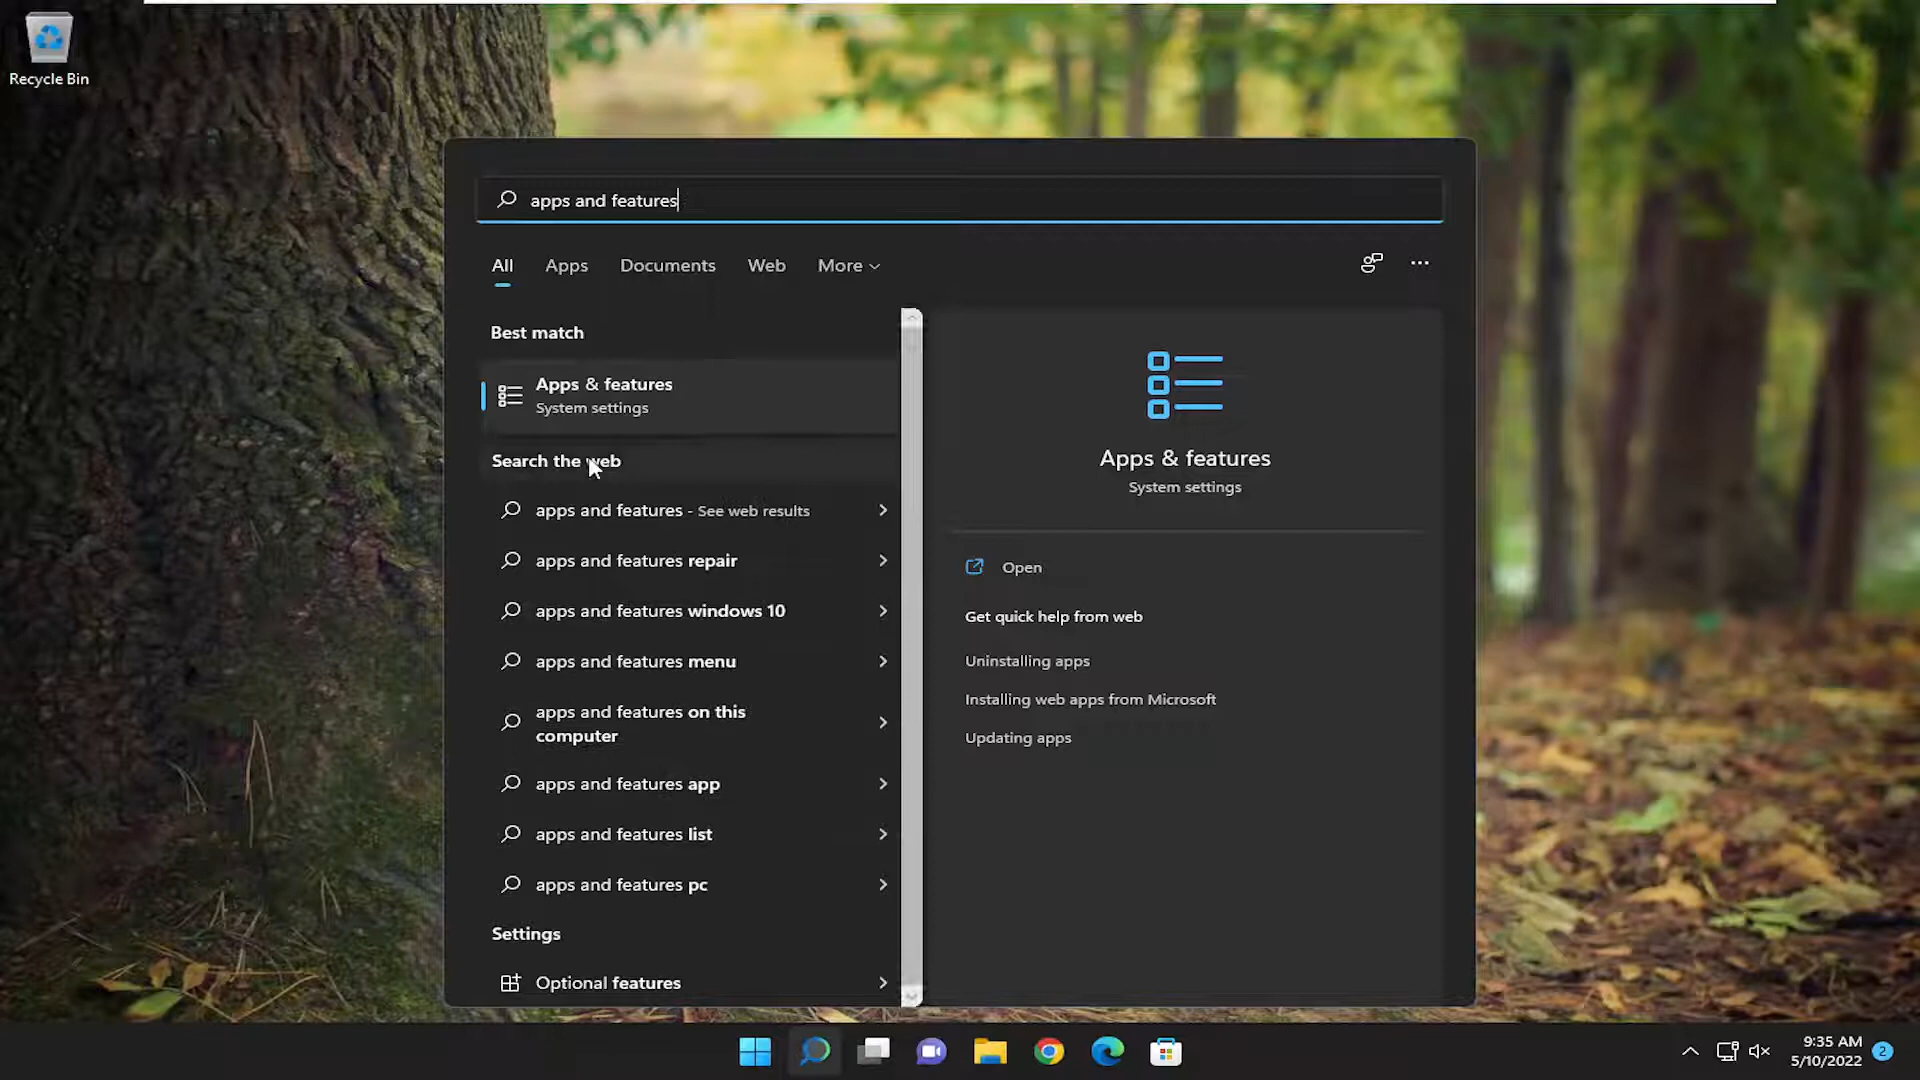 Recycle Bin
apps and features
All Apps Documents Web More
Best match
Apps & features
System settings
Search the web
apps and features - See web results
apps and features repair
apps and features windows 10
apps and features menu
apps and features on this
computer
apps and features app
apps and features list
apps and features pc
Settings
Optional features
Apps & features
System settings
Open
Get quick help from web
Uninstalling apps
Installing web apps from Microsoft
Updating apps
9:35 AM
5/10/2022
2